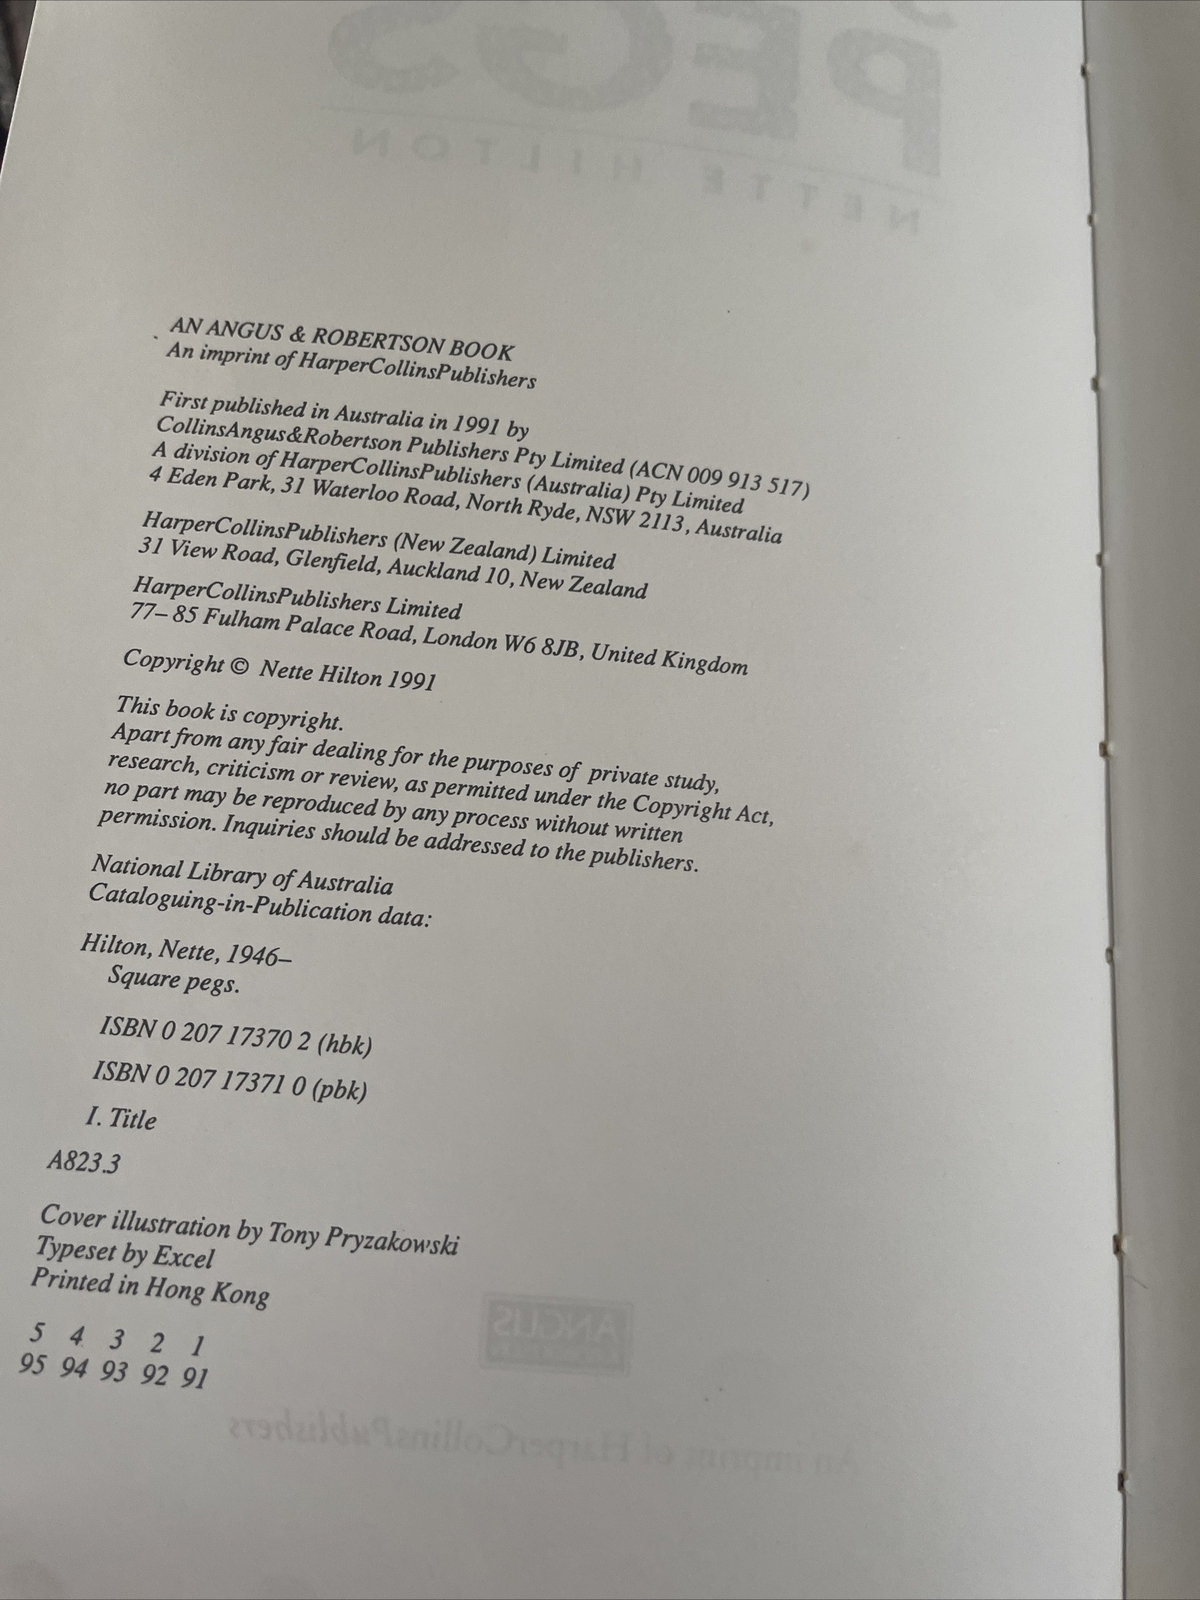 PEGS
NETTE HILTON
AN ANGUS & ROBERTSON BOOK
An imprint of HarperCollinsPublishers
First published in Australia in 1991 by
CollinsAngus&Robertson Publishers Pty Limited (ACN 009 913 517)
A division of HarperCollinsPublishers (Australia) Pty Limited
4 Eden Park, 31 Waterloo Road, North Ryde, NSW 2113, Australia
HarperCollinsPublishers (New Zealand) Limited
31 View Road, Glenfield, Auckland 10, New Zealand
HarperCollinsPublishers Limited
77–85 Fulham Palace Road, London W6 8JB, United Kingdom
Copyright © Nette Hilton 1991
This book is copyright.
Apart from any fair dealing for the purposes of private study,
research, criticism or review, as permitted under the Copyright Act,
no part may be reproduced by any process without written
permission. Inquiries should be addressed to the publishers.
National Library of Australia
Cataloguing-in-Publication data:
Hilton, Nette, 1946–
Square pegs.
ISBN 0 207 17370 2 (hbk)
ISBN 0 207 17371 0 (pbk)
I. Title
A823.3
Cover illustration by Tony Pryzakowski
Typeset by Excel
Printed in Hong Kong
5 4 3 2 1
95 94 93 92 91
ANGUS
An imprint of HarperCollinsPublishers